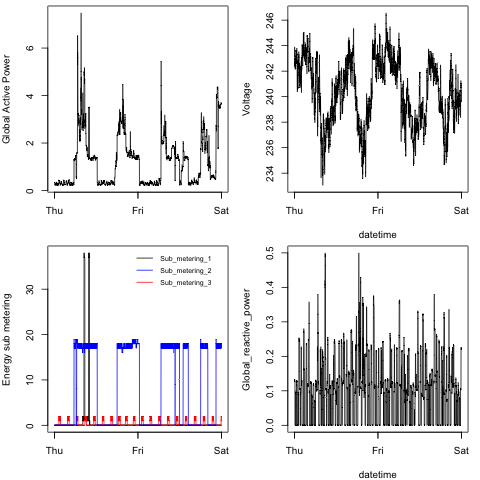 Global Active Power
0 2 4 6
Thu Fri Sat
Voltage
234 236 238 240 242 244 246
Thu Fri Sat
datetime
Energy sub metering
0 10 20 30
Sub_metering_1
Sub_metering_2
Sub_metering_3
Thu Fri Sat
Global_reactive_power
0.0 0.1 0.2 0.3 0.4 0.5
Thu Fri Sat
datetime